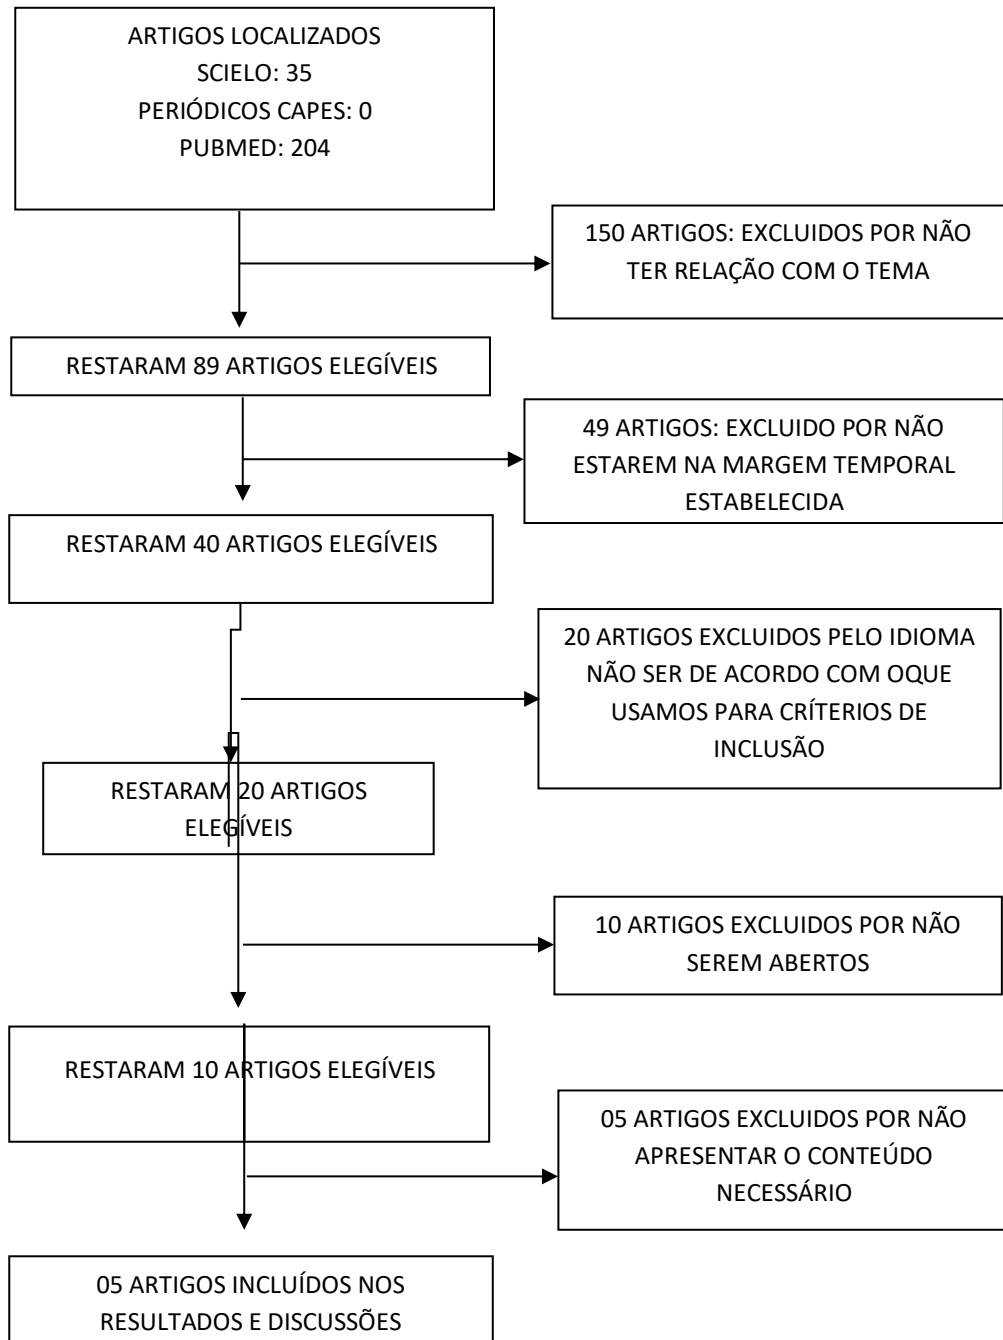 ARTIGOS LOCALIZADOS
SCIELO: 35
PERIÓDICOS CAPES: 0
PUBMED: 204
150 ARTIGOS: EXCLUIDOS POR NÃO
TER RELAÇÃO COM O TEMA
RESTARAM 89 ARTIGOS ELEGÍVEIS
49 ARTIGOS: EXCLUIDO POR NÃO
ESTAREM NA MARGEM TEMPORAL
ESTABELECIDA
RESTARAM 40 ARTIGOS ELEGÍVEIS
20 ARTIGOS EXCLUIDOS PELO IDIOMA
NÃO SER DE ACORDO COM OQUE
USAMOS PARA CRÍTERIOS DE
INCLUSÃO
RESTARAM 20 ARTIGOS
ELEGÍVEIS
10 ARTIGOS EXCLUIDOS POR NÃO
SEREM ABERTOS
RESTARAM 10 ARTIGOS ELEGÍVEIS
05 ARTIGOS EXCLUIDOS POR NÃO
APRESENTAR O CONTEÚDO
NECESSÁRIO
05 ARTIGOS INCLUÍDOS NOS
RESULTADOS E DISCUSSÕES